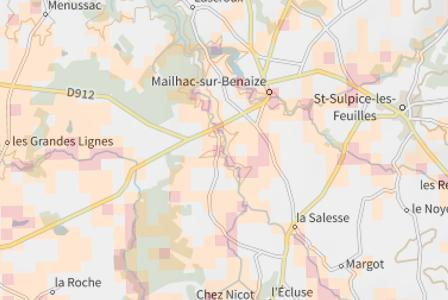 Menussac
Mailhac-sur-Benaize
D912
St-Sulpice-les-
Feuilles
les Grandes Lignes
les
le
la Salesse
Margot
la Roche
Chez Nicot
l'Écluse